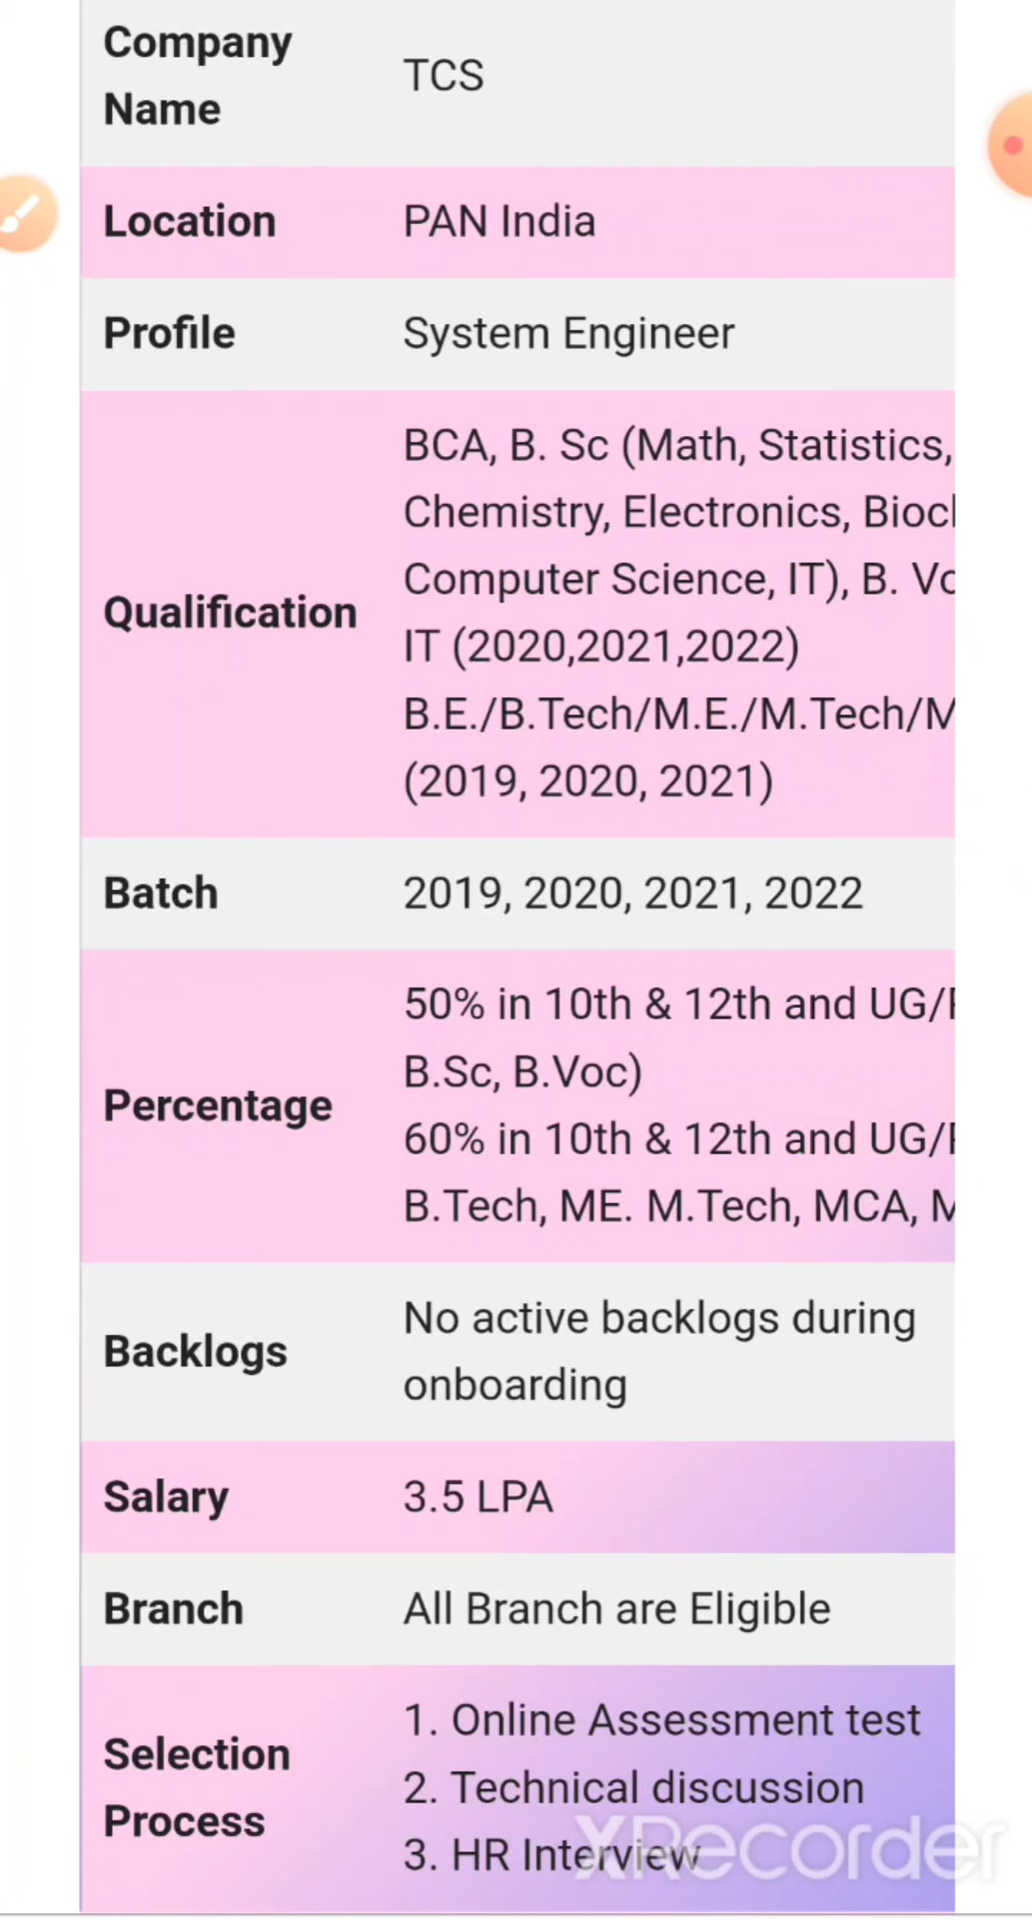 Company Name
TCS
Location
PAN India
Profile
System Engineer
Qualification
BCA, B. Sc (Math, Statistics,
Chemistry, Electronics,
Computer Science, IT), B.
IT (2020,2021,2022)
B.E./B.Tech/M.E./M.Tech/
(2019, 2020, 2021)
Batch
2019, 2020, 2021, 2022
Percentage
50% in 10th & 12th and UG/
B.Sc, B.Voc)
60% in 10th & 12th and UG/
B.Tech, ME. M.Tech, MCA,
Backlogs
No active backlogs during
onboarding
Salary
3.5 LPA
Branch
All Branch are Eligible
Selection
Process
1. Online Assessment test
2. Technical discussion
3. HR Interview
XRecorder